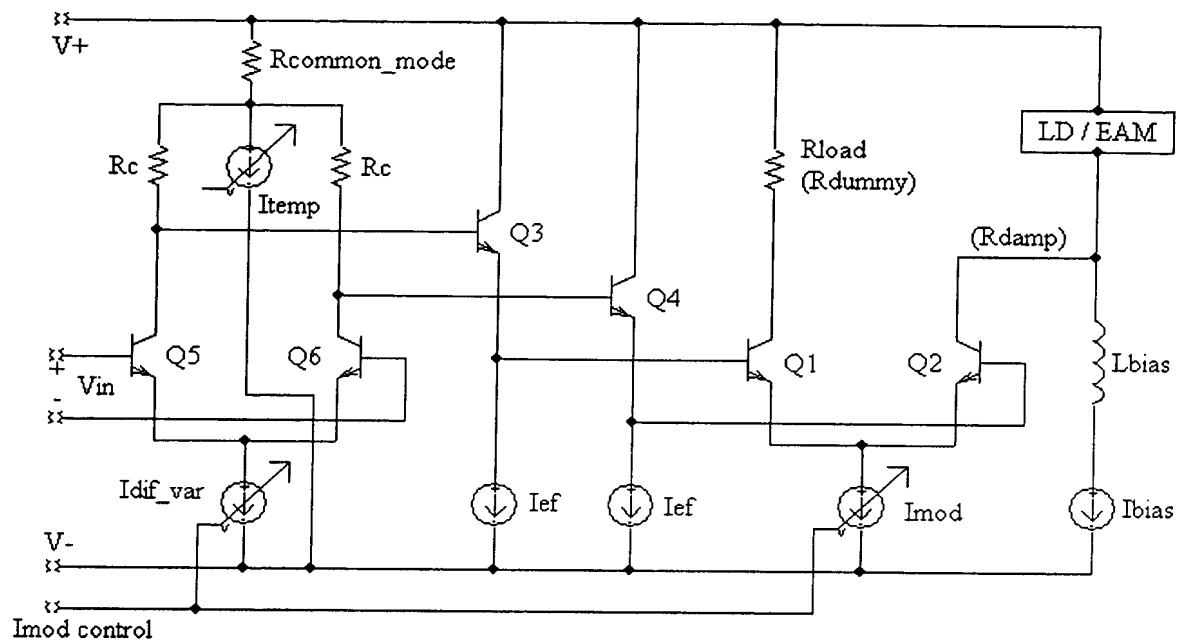 V+
Rcommon_mode
LD / EAM
Rc
Rc
Rload
(Rdummy)
Itemp
Q3
(Rdamp)
Q4
Q5
Q6
Q1
Q2
Lbias
+
Vin
-
Idif_var
Ief
Ief
Imod
Ibias
V-
Imod control